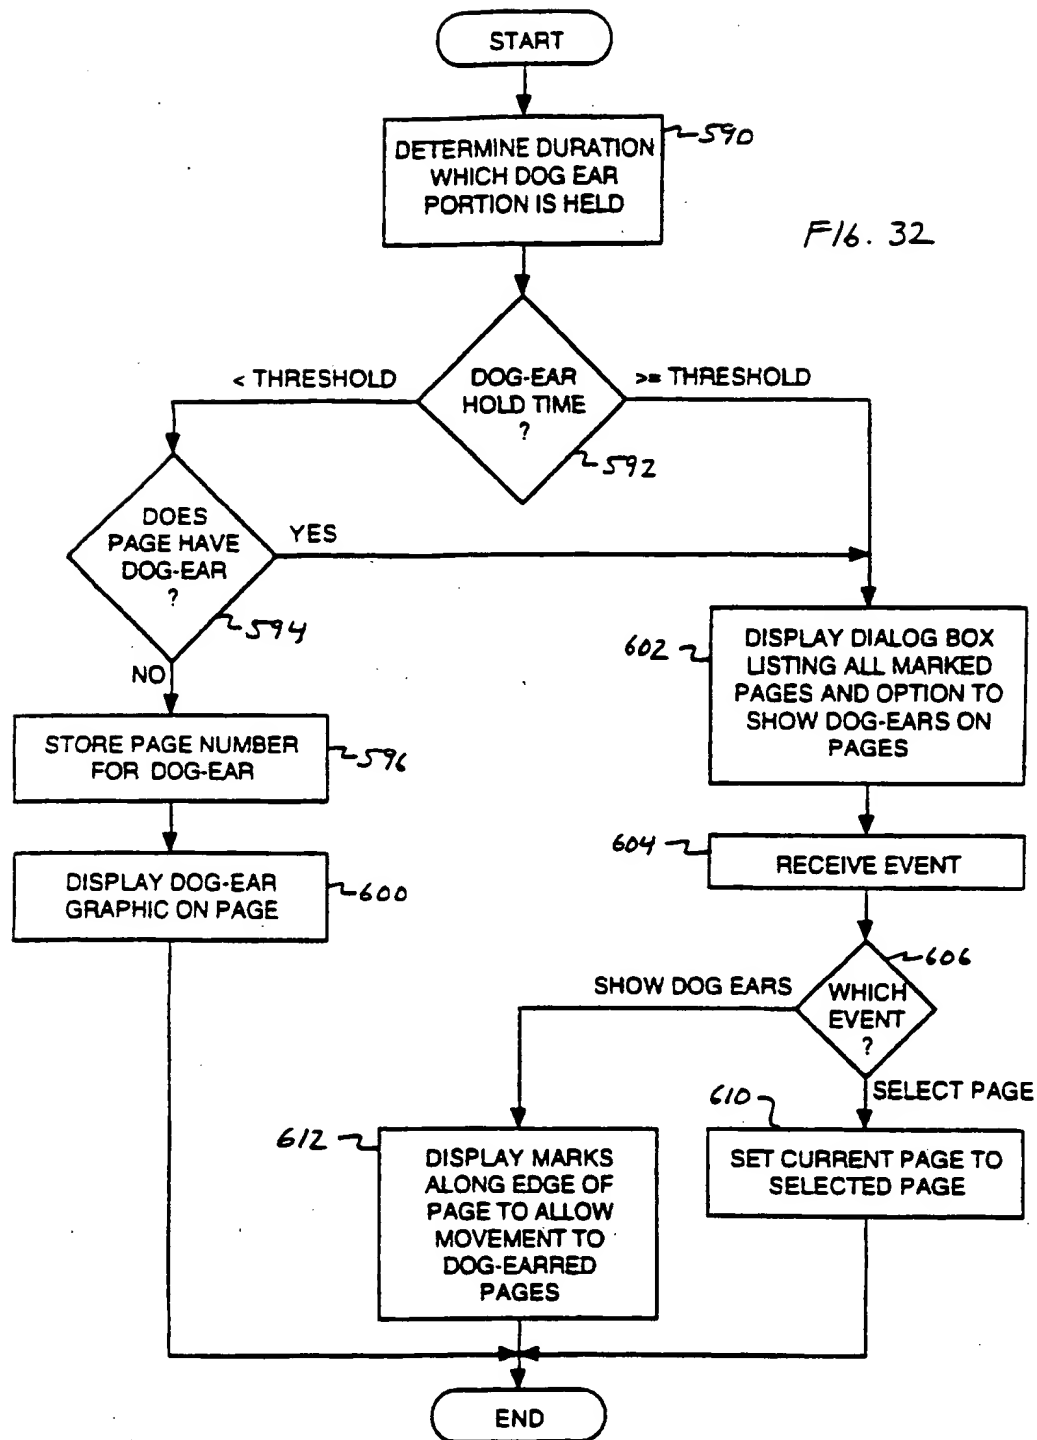 START
DETERMINE DURATION
WHICH DOG EAR
PORTION IS HELD
590
FIG. 32
DOG-EAR
HOLD TIME
?
592
< THRESHOLD
>= THRESHOLD
DOES
PAGE HAVE
DOG-EAR
?
594
YES
NO
STORE PAGE NUMBER
FOR DOG-EAR
596
DISPLAY DOG-EAR
GRAPHIC ON PAGE
600
602
DISPLAY DIALOG BOX
LISTING ALL MARKED
PAGES AND OPTION TO
SHOW DOG-EARS ON
PAGES
604
RECEIVE EVENT
606
WHICH
EVENT
?
SHOW DOG EARS
SELECT PAGE
610
SET CURRENT PAGE TO
SELECTED PAGE
612
DISPLAY MARKS
ALONG EDGE OF
PAGE TO ALLOW
MOVEMENT TO
DOG-EARRED
PAGES
END